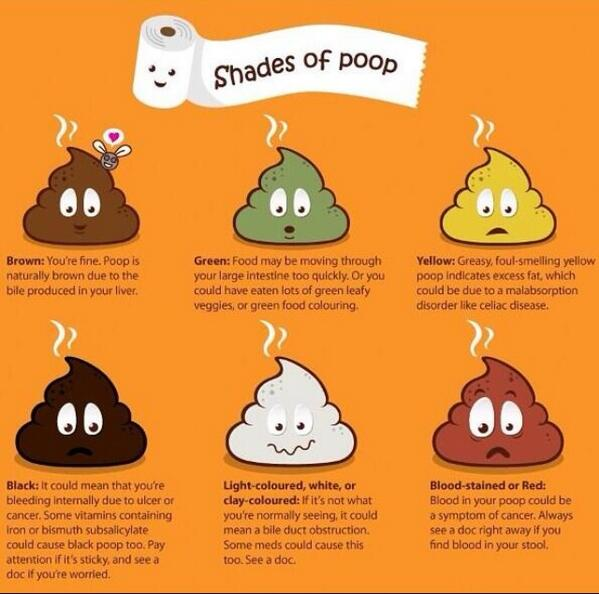 Shades of poop
Brown: You're fine. Poop is
naturally brown due to the
bile produced in your liver.
Green: Food may be moving through
your large intestine too quickly. Or you
could have eaten lots of green leafy
veggies, or green food colouring.
Yellow: Greasy, foul-smelling yellow
poop indicates excess fat, which
could be due to a malabsorption
disorder like celiac disease.
Black: It could mean that you're
bleeding internally due to ulcer or
cancer. Some vitamins containing
iron or bismuth subsalicylate
could cause black poop too. Pay
attention if it's sticky, and see a
doc if you're worried.
Light-coloured, white, or
clay-coloured: If it's not what
you're normally seeing, it could
mean a bile duct obstruction.
Some meds could cause this
too. See a doc.
Blood-stained or Red:
Blood in your poop could be
a symptom of cancer. Always
see a doc right away if you
find blood in your stool.